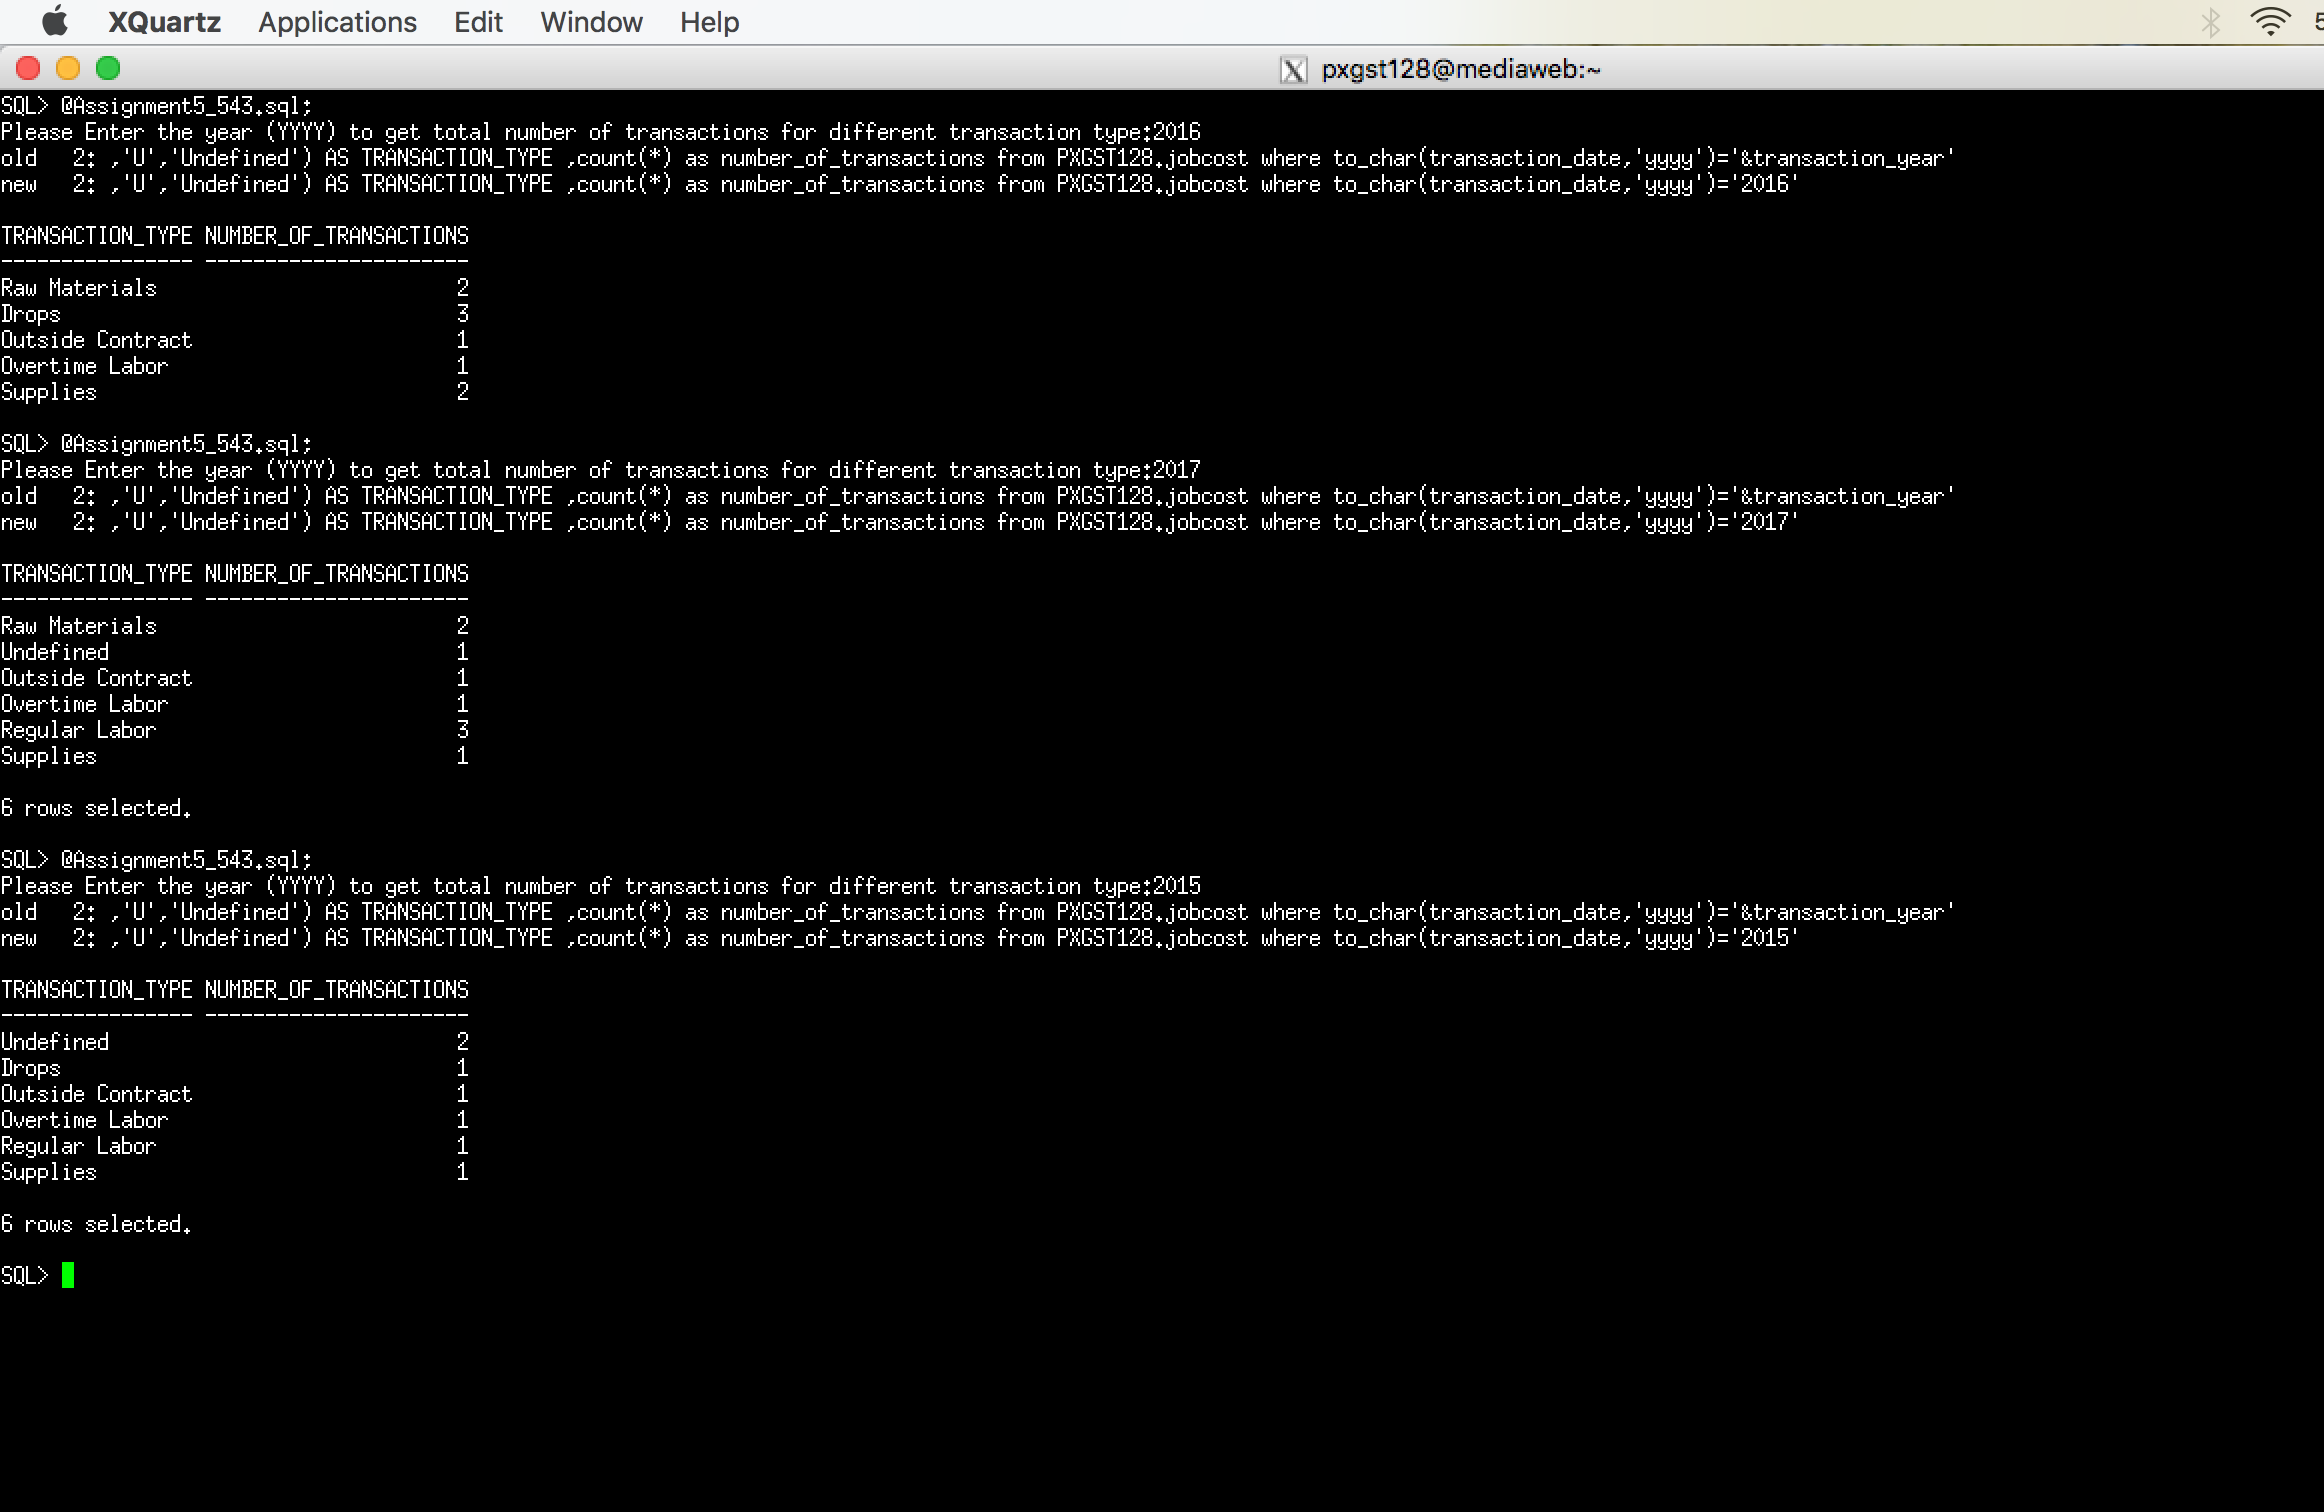 XQuartz Applications Edit Window Help
pxgst128@mediaweb:~
SQL> @Assignment5_543.sql;
Please Enter the year (YYYY) to get total number of transactions for different transaction type:2016
old   2: ,'U','Undefined') AS TRANSACTION_TYPE ,count(*) as number_of_transactions from PXGST128.jobcost where to_char(transaction_date,'yyyy')='&transaction_year'
new   2: ,'U','Undefined') AS TRANSACTION_TYPE ,count(*) as number_of_transactions from PXGST128.jobcost where to_char(transaction_date,'yyyy')='2016'
TRANSACTION_TYPE NUMBER_OF_TRANSACTIONS
---------------- ----------------------
Raw Materials                         2
Drops                                 3
Outside Contract                      1
Overtime Labor                        1
Supplies                              2
SQL> @Assignment5_543.sql;
Please Enter the year (YYYY) to get total number of transactions for different transaction type:2017
old   2: ,'U','Undefined') AS TRANSACTION_TYPE ,count(*) as number_of_transactions from PXGST128.jobcost where to_char(transaction_date,'yyyy')='&transaction_year'
new   2: ,'U','Undefined') AS TRANSACTION_TYPE ,count(*) as number_of_transactions from PXGST128.jobcost where to_char(transaction_date,'yyyy')='2017'
TRANSACTION_TYPE NUMBER_OF_TRANSACTIONS
---------------- ----------------------
Raw Materials                         2
Undefined                             1
Outside Contract                      1
Overtime Labor                        1
Regular Labor                         3
Supplies                              1
6 rows selected.
SQL> @Assignment5_543.sql;
Please Enter the year (YYYY) to get total number of transactions for different transaction type:2015
old   2: ,'U','Undefined') AS TRANSACTION_TYPE ,count(*) as number_of_transactions from PXGST128.jobcost where to_char(transaction_date,'yyyy')='&transaction_year'
new   2: ,'U','Undefined') AS TRANSACTION_TYPE ,count(*) as number_of_transactions from PXGST128.jobcost where to_char(transaction_date,'yyyy')='2015'
TRANSACTION_TYPE NUMBER_OF_TRANSACTIONS
---------------- ----------------------
Undefined                             2
Drops                                 1
Outside Contract                      1
Overtime Labor                        1
Regular Labor                         1
Supplies                              1
6 rows selected.
SQL>